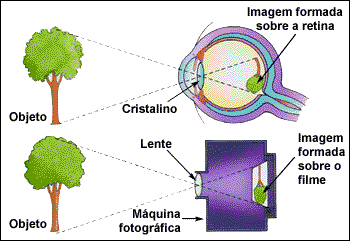 Imagem formada
sobre a retina
Cristalino
Objeto
Lente
Imagem
formada
sobre o
filme
Objeto
Máquina
fotográfica